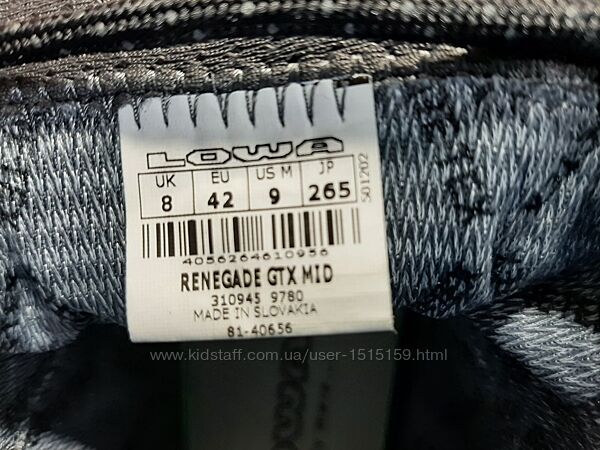 LOWA
UK EU US M JP
8 42 9 265
501202
4056264610956
RENEGADE GTX MID
310945 9780
MADE IN SLOVAKIA
81-40656
www.kidstaff.com.ua/user-1515159.html